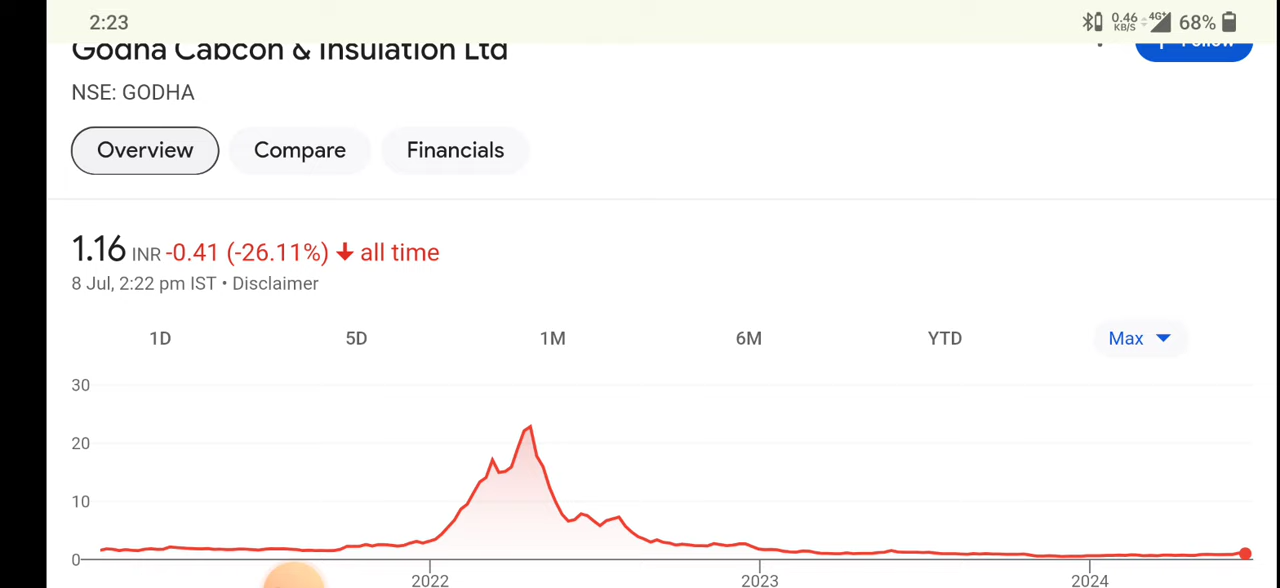 2:23 0.46 KB/S 4G+ 68%
Godha Cabcon & Insulation Ltd
+ Follow
NSE: GODHA
Overview Compare Financials
1.16 INR -0.41 (-26.11%) ↓ all time
8 Jul, 2:22 pm IST • Disclaimer
1D 5D 1M 6M YTD Max
30
20
10
0
2022 2023 2024